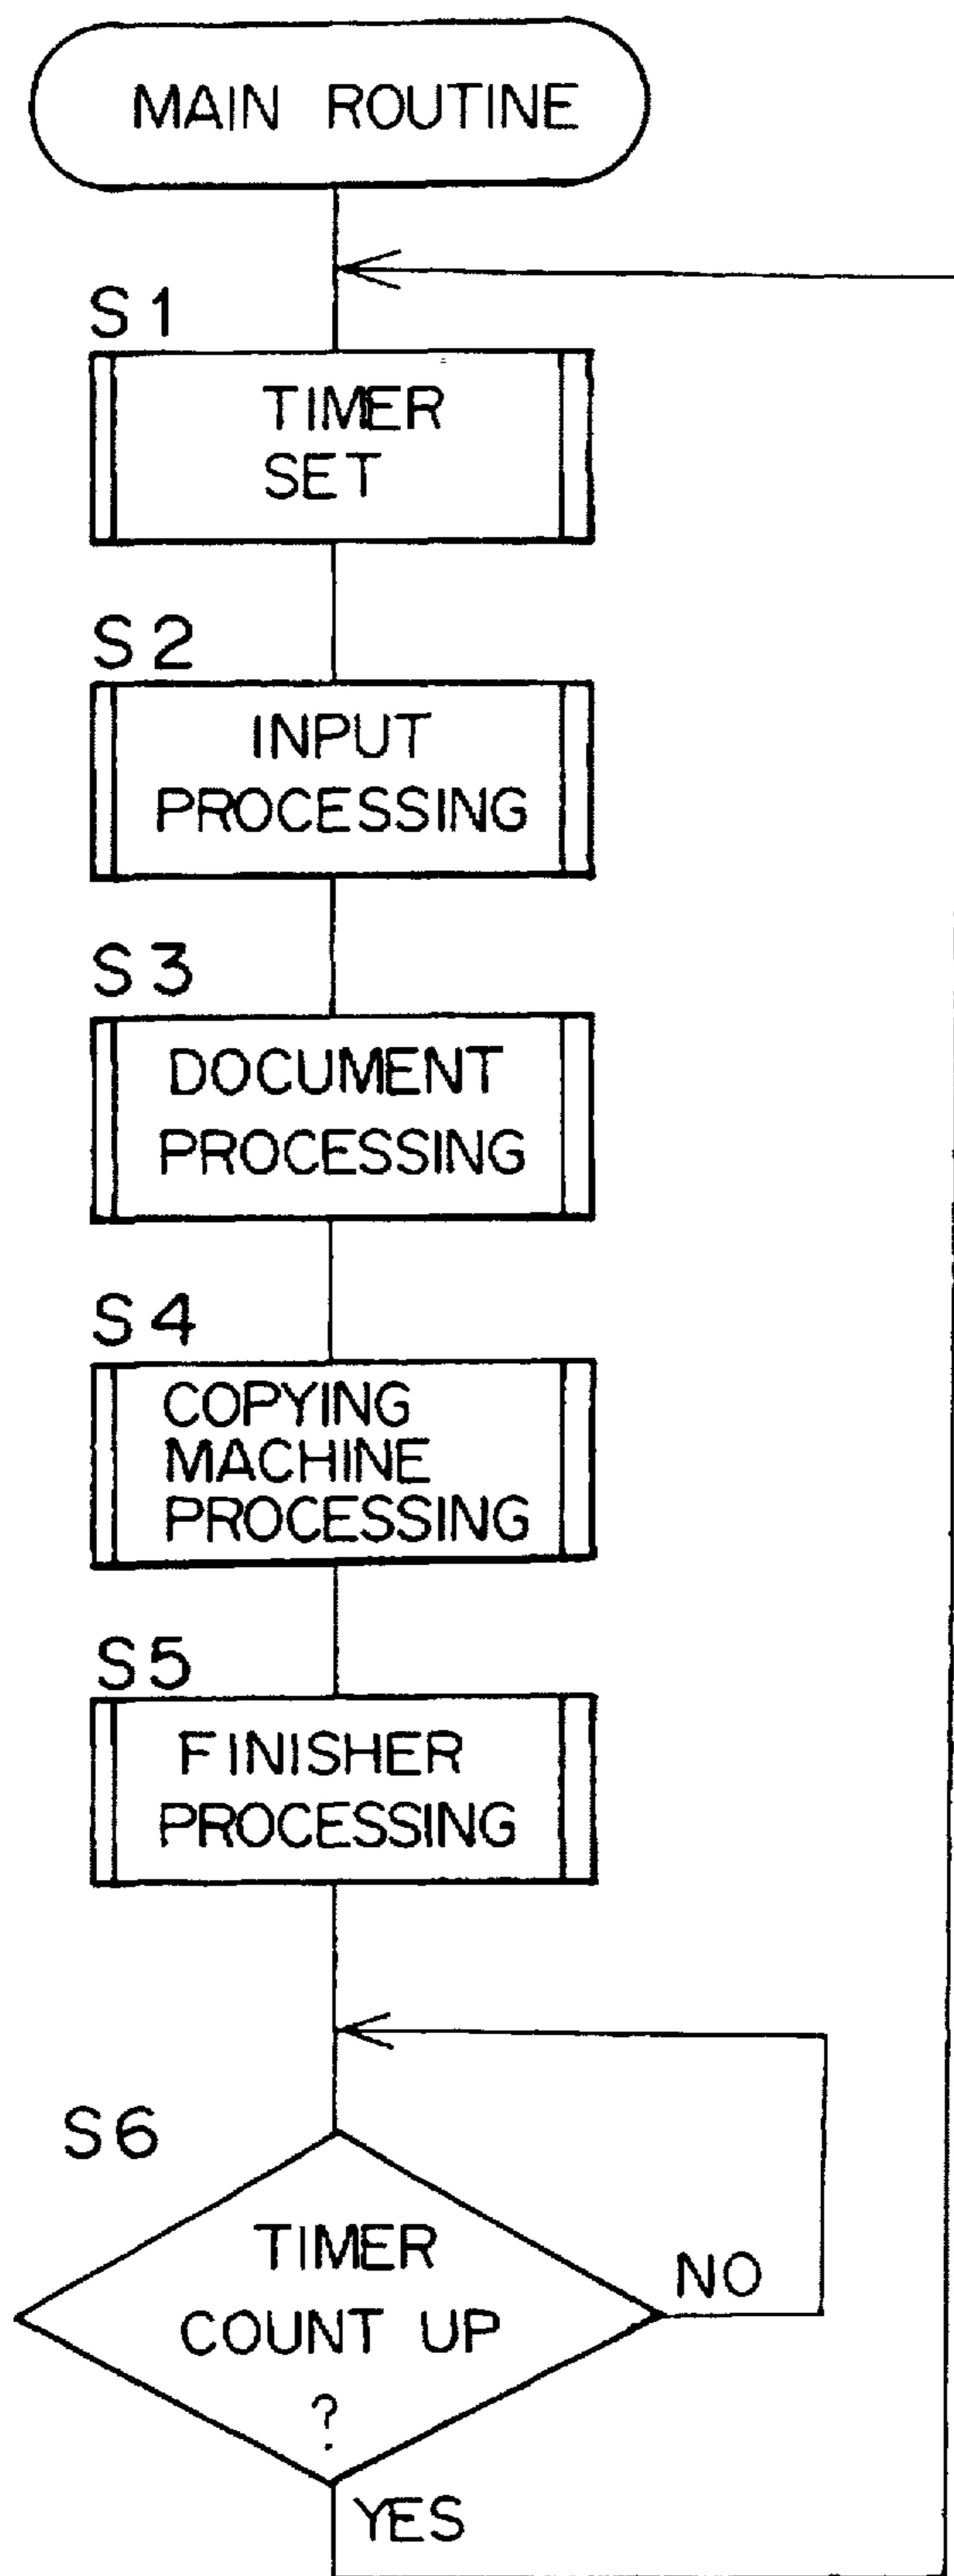 MAIN ROUTINE
S1
TIMER
SET
S2
INPUT
PROCESSING
S3
DOCUMENT
PROCESSING
S4
COPYING
MACHINE
PROCESSING
S5
FINISHER
PROCESSING
S6
TIMER
COUNT UP
?
NO
YES